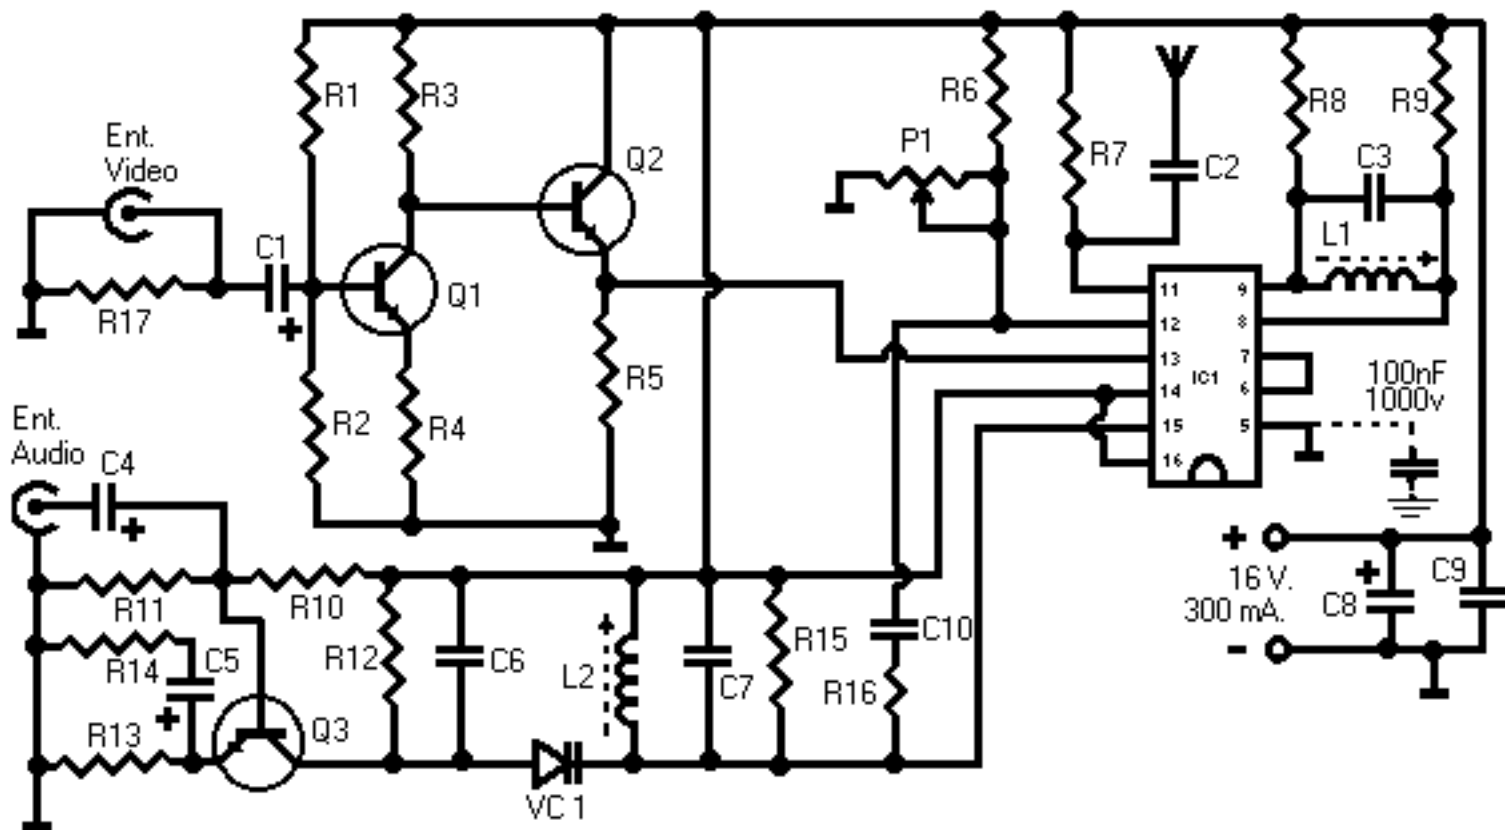 R1
R3
R6
R8
R9
Ent.
Video
Q2
P1
R7
C2
C3
C1
L1
R17
Q1
11
9
12
8
13
7
IC1
14
6
15
5
16
100nF
1000v
R5
R2
R4
Ent.
Audio
C4
+
+
R11
R10
+
16 V.
300 mA.
-
+
C8
C9
R14
C5
R12
C6
L2
C7
R15
C10
R16
+
R13
Q3
VC 1